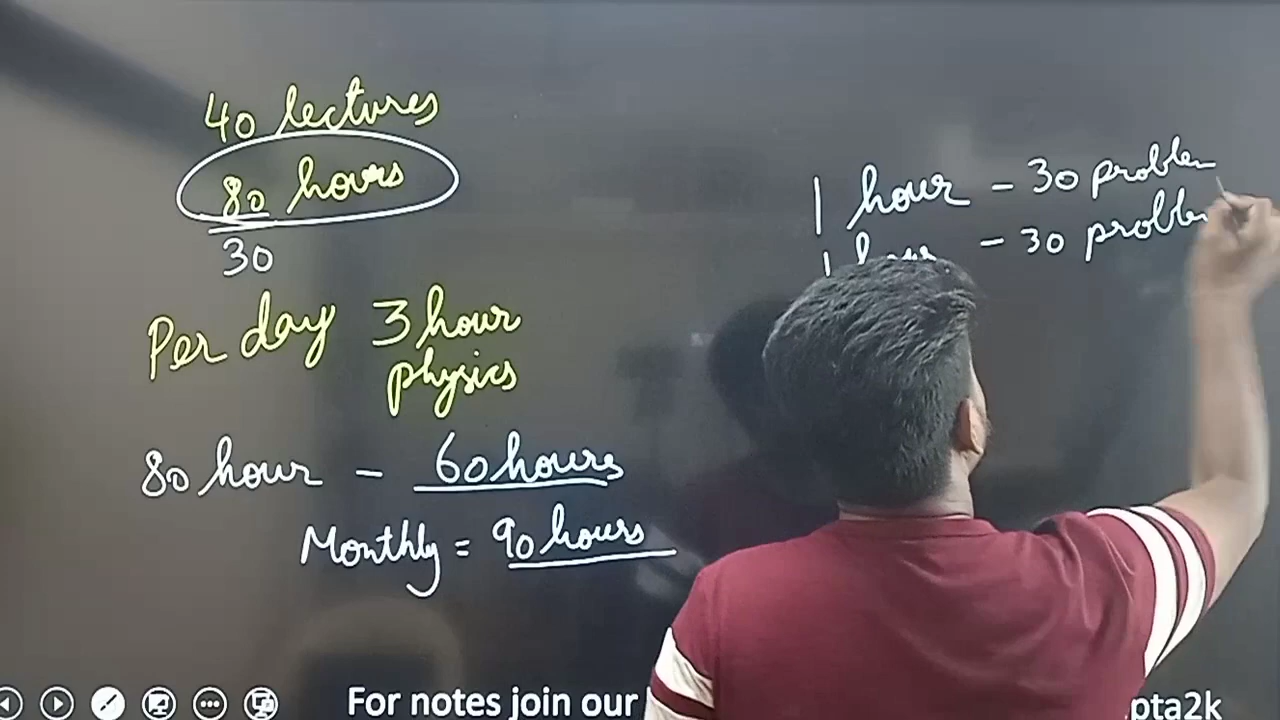 40 lectures
80 hours
30
Per day 3 hour
physics
80 hour - 60 hours
Monthly = 90 hours
1 hour - 30 problem
1 hour - 30 problem
For notes join our
pta2k